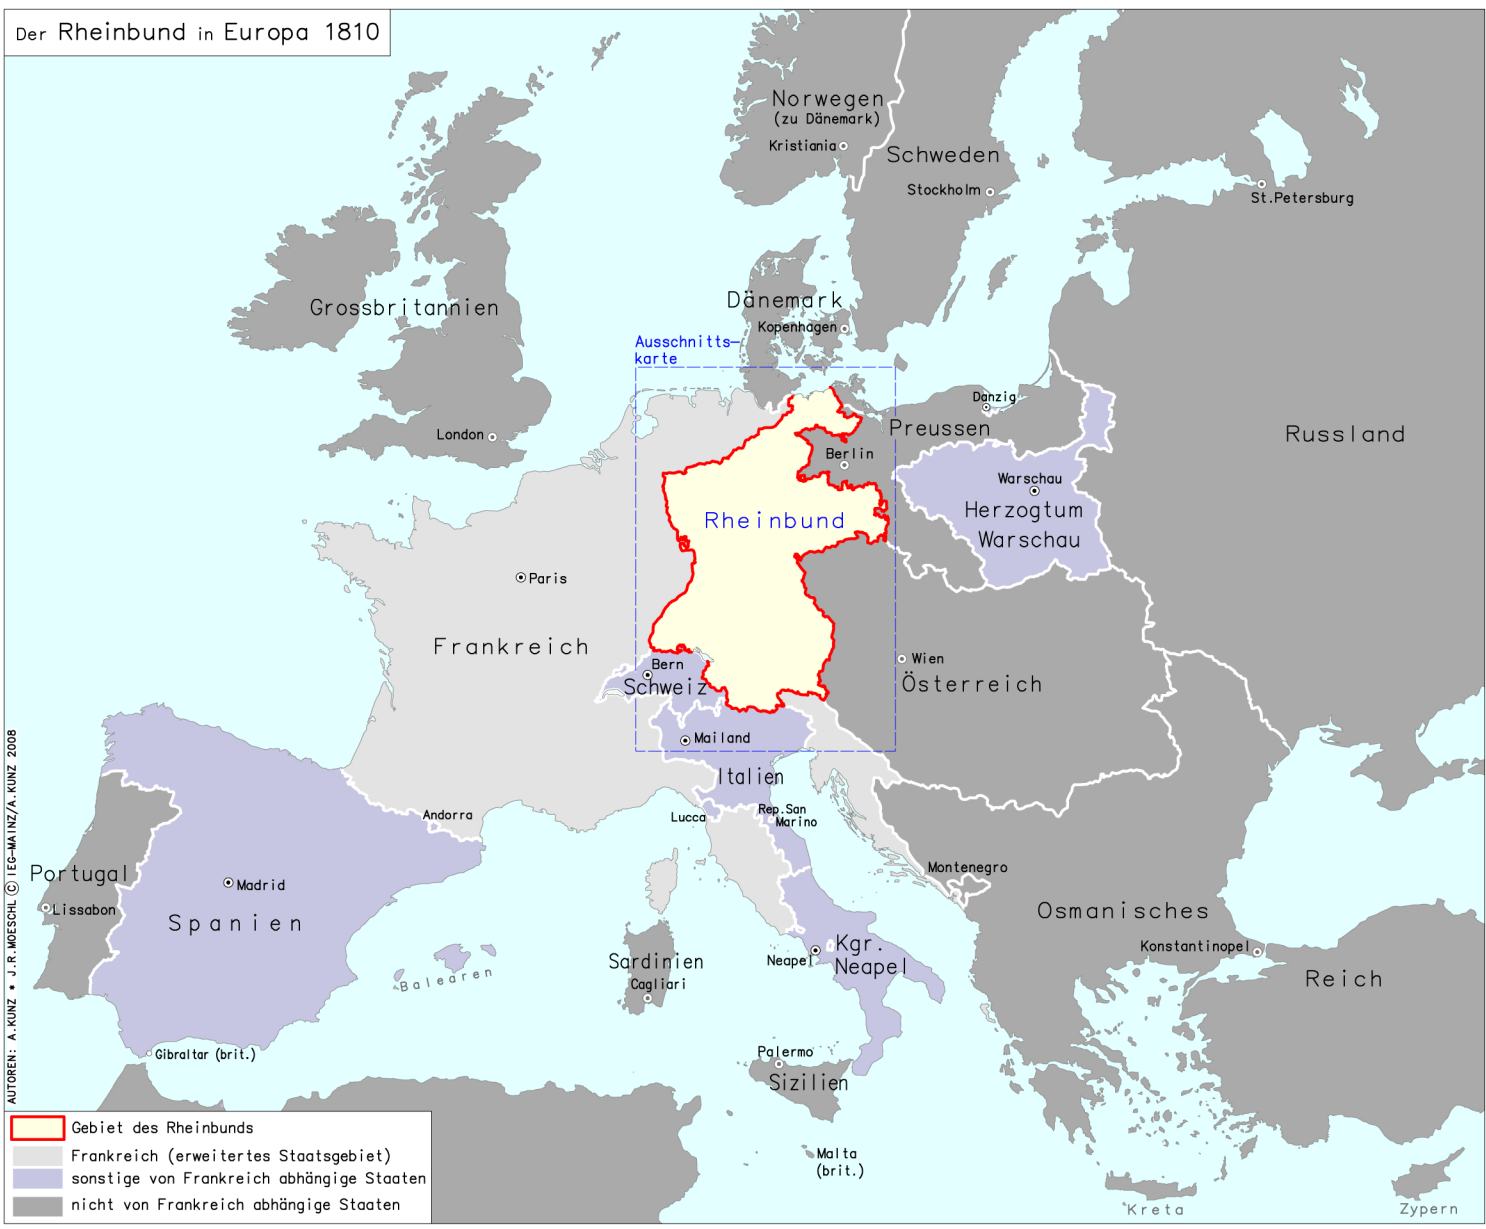 Der Rheinbund in Europa 1810
Norwegen
(zu Dänemark)
Kristiania
Schweden
Stockholm
St.Petersburg
Grossbritannien
Dänemark
Kopenhagen
Ausschnitts-
karte
Danzig
Preussen
London
Berlin
Russland
Warschau
Herzogtum
Warschau
Rheinbund
Paris
Frankreich
Bern
Schweiz
Wien
Österreich
Mailand
Italien
Andorra
Lucca
Rep.San
Marino
Portugal
Madrid
Lissabon
Spanien
Montenegro
Osmanisches
Konstantinopel
Reich
Kgr.
Neapel
Neapel
Sardinien
Cagliari
Balearen
Gibraltar (brit.)
Palermo
Sizilien
Malta
(brit.)
Kreta
Zypern
AUTOREN: A.KUNZ * J.R.MOESCHL © IEG-MAINZ/A.KUNZ 2008
Gebiet des Rheinbunds
Frankreich (erweitertes Staatsgebiet)
sonstige von Frankreich abhängige Staaten
nicht von Frankreich abhängige Staaten